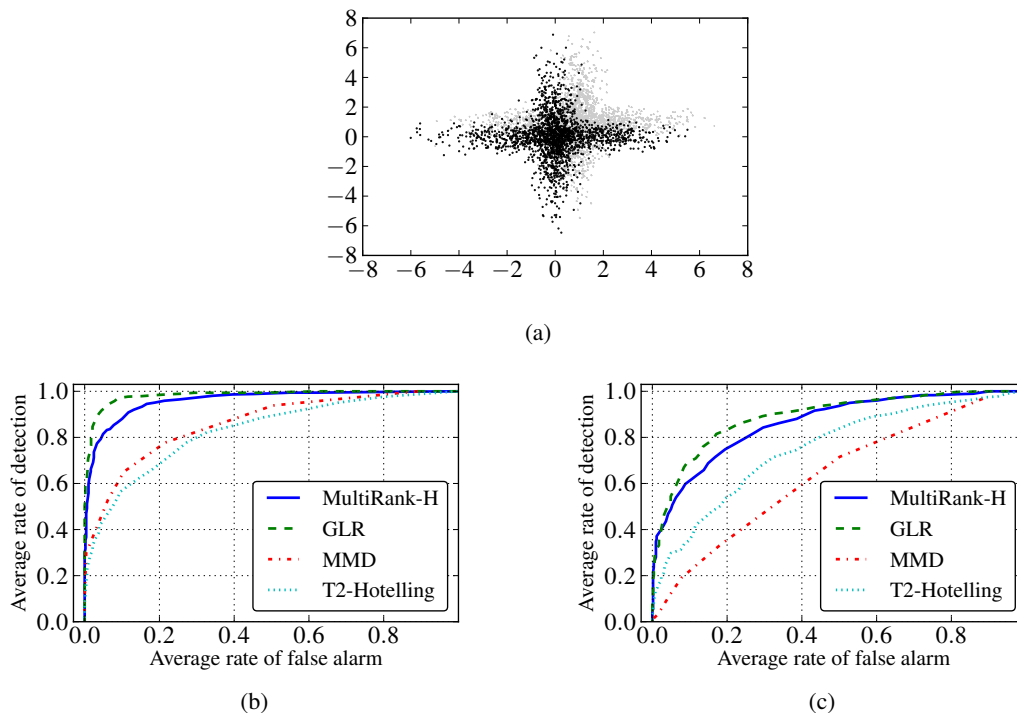 8
6
4
2
0
−2
−4
−6
−8
−8 −6 −4 −2 0 2 4 6 8
(a)
1.0
0.8
0.6
0.4
0.2
0.0
0.0 0.2 0.4 0.6 0.8
Average rate of detection
Average rate of false alarm
MultiRank-H
GLR
MMD
T2-Hotelling
(b)
1.0
0.8
0.6
0.4
0.2
0.0
0.0 0.2 0.4 0.6 0.8
Average rate of detection
Average rate of false alarm
MultiRank-H
GLR
MMD
T2-Hotelling
(c)